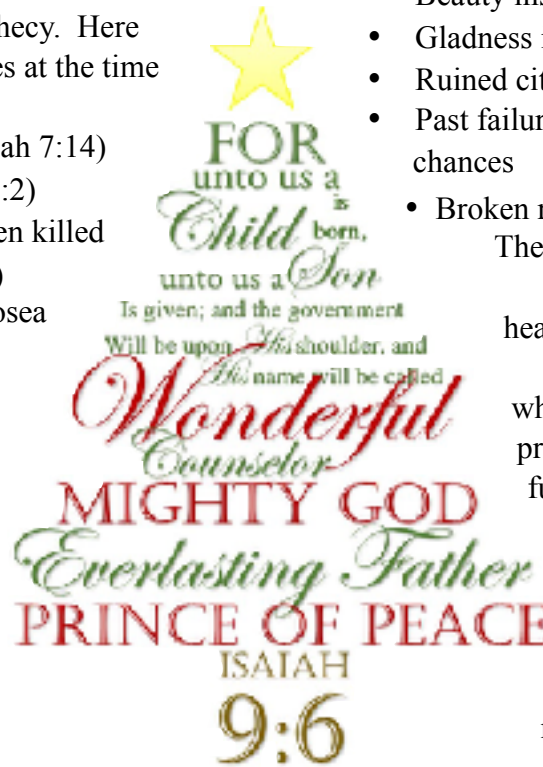 hecy. Here
es at the time
ah 7:14)
:2)
en killed
)
osea
FOR
unto us a
Child is born,
unto us a Son
Is given; and the government
Will be upon His shoulder, and
His name will be called
Wonderful
Counselor
MIGHTY GOD
Everlasting Father
PRINCE OF PEACE
ISAIAH
9:6
• Gladness
• Ruined cit
• Past failur
chances
• Broken
The
hea
wh
pr
fu